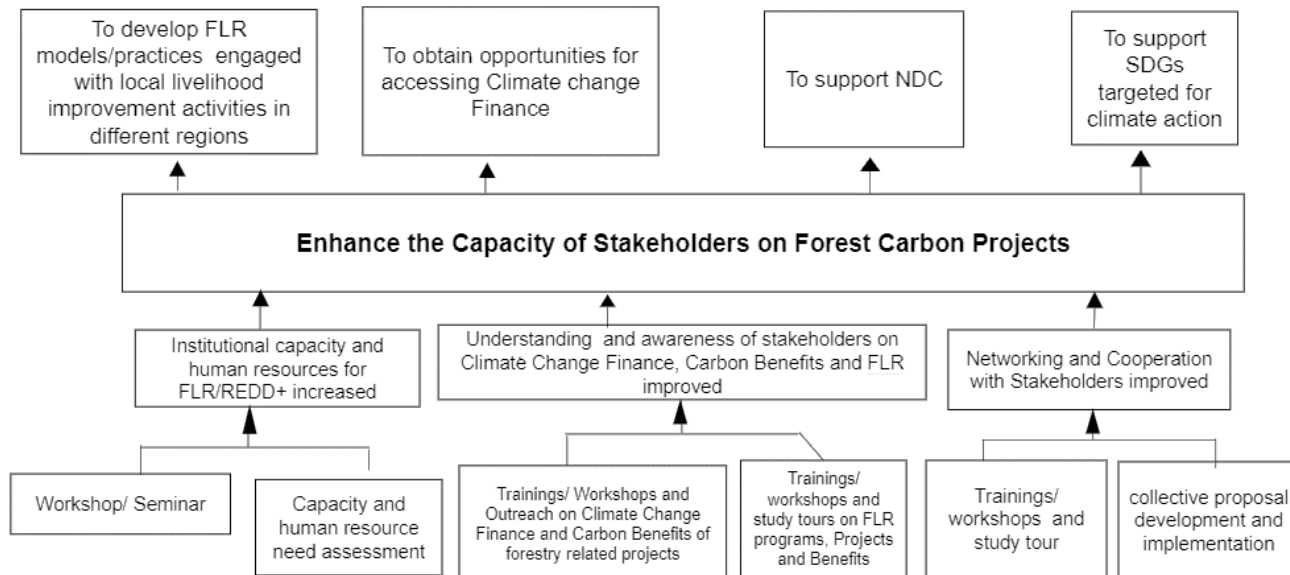 To develop FLR
models/practices engaged
with local livelihood
improvement activities in
different regions
To obtain opportunities for
accessing Climate change
Finance
To support NDC
To support
SDGs
targeted for
climate action
Enhance the Capacity of Stakeholders on Forest Carbon Projects
Institutional capacity and
human resources for
FLR/REDD+ increased
Understanding and awareness of stakeholders on
Climate Change Finance, Carbon Benefits and FLR
improved
Networking and Cooperation
with Stakeholders improved
Workshop/ Seminar
Capacity and
human resource
need assessment
Trainings/ Workshops and
Outreach on Climate Change
Finance and Carbon Benefits of
forestry related projects
Trainings/
workshops and
study tours on FLR
programs, Projects
and Benefits
Trainings/
workshops and
study tour
collective proposal
development and
implementation